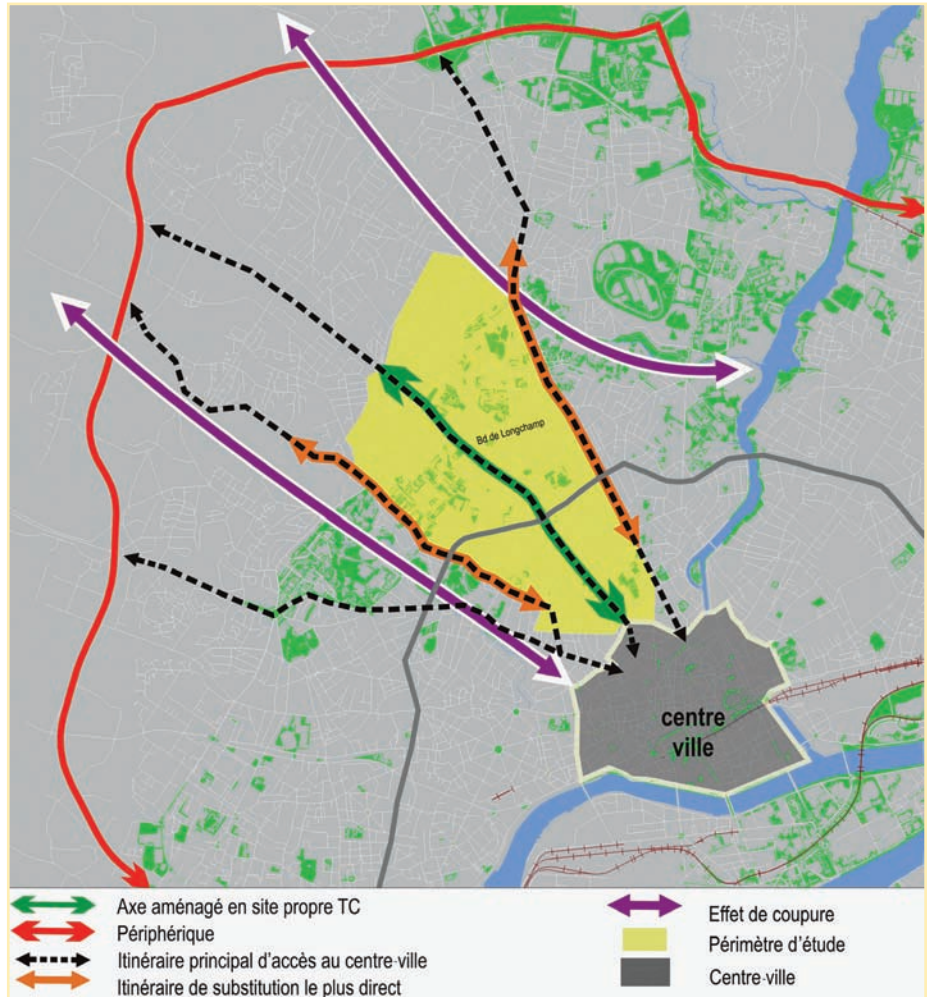 Bd de Longchamp
centre
ville
Axe aménagé en site propre TC
Périphérique
Itinéraire principal d'accès au centre-ville
Itinéraire de substitution le plus direct
Effet de coupure
Périmètre d'étude
Centre-ville